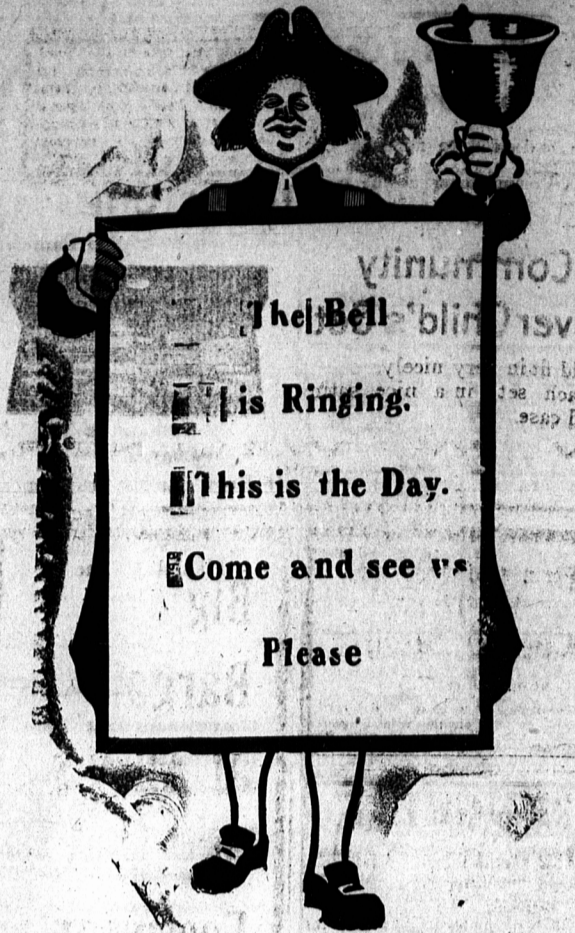 The Bell
is Ringing.
This is the Day.
Come and see us
Please